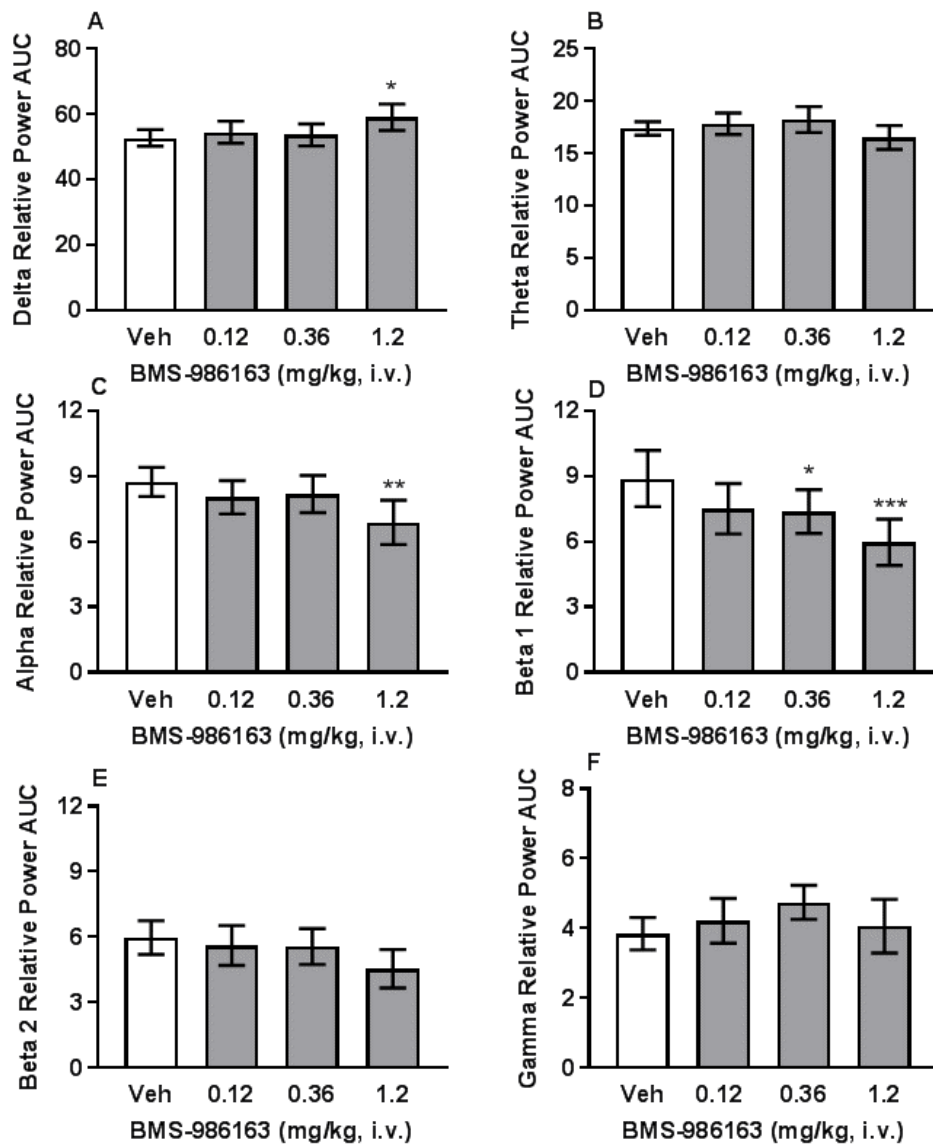 A
Delta Relative Power AUC
80
60
40
20
0
*
Veh 0.12 0.36 1.2
BMS-986163 (mg/kg, i.v.)
B
Theta Relative Power AUC
25
20
15
10
5
0
Veh 0.12 0.36 1.2
BMS-986163 (mg/kg, i.v.)
C
Alpha Relative Power AUC
12
9
6
3
0
**
Veh 0.12 0.36 1.2
BMS-986163 (mg/kg, i.v.)
D
Beta 1 Relative Power AUC
12
9
6
3
0
*
***
Veh 0.12 0.36 1.2
BMS-986163 (mg/kg, i.v.)
E
Beta 2 Relative Power AUC
12
9
6
3
0
Veh 0.12 0.36 1.2
BMS-986163 (mg/kg, i.v.)
F
Gamma Relative Power AUC
8
6
4
2
0
Veh 0.12 0.36 1.2
BMS-986163 (mg/kg, i.v.)